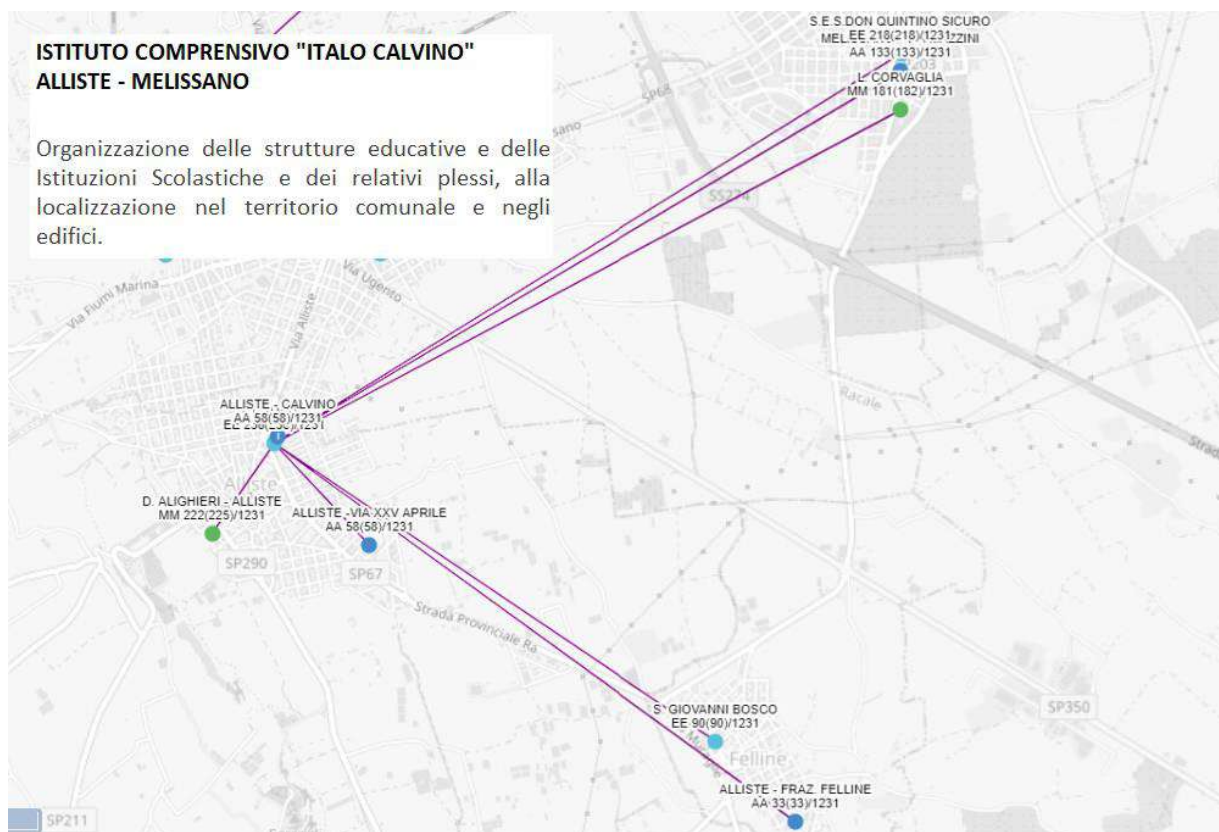 ISTITUTO COMPRENSIVO "ITALO CALVINO"
ALLISTE - MELISSANO
Organizzazione delle strutture educative e delle
Istituzioni Scolastiche e dei relativi plessi, alla
localizzazione nel territorio comunale e negli
edifici.
S.E.S.DON QUINTINO SICURO
EE 218(218)/1231
AA 133(133)/1231
L. CORVAGLIA
MM 181(182)/1231
SP68
SS274
Via Fiumi Marina
Via Ugento
Via Alliste
ALLISTE - CALVINO
AA 58(58)/1231
Racale
Alliste
D. ALIGHIERI - ALLISTE
MM 222(225)/1231
ALLISTE -VIA XXV APRILE
AA 58(58)/1231
SP290
SP67
Strada Provinciale Ra
S. GIOVANNI BOSCO
EE 90(90)/1231
SP350
Felline
ALLISTE - FRAZ. FELLINE
AA 33(33)/1231
SP211